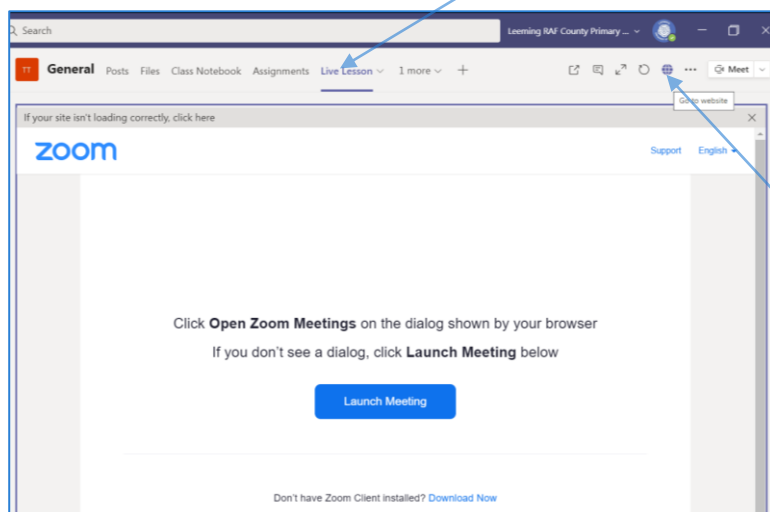 Search
Leeming RAF County Primary ...
TT General Posts Files Class Notebook Assignments Live Lesson 1 more + ... Meet
Go to website
If your site isn't loading correctly, click here
zoom Support English
Click Open Zoom Meetings on the dialog shown by your browser
If you don't see a dialog, click Launch Meeting below
Launch Meeting
Don't have Zoom Client installed? Download Now